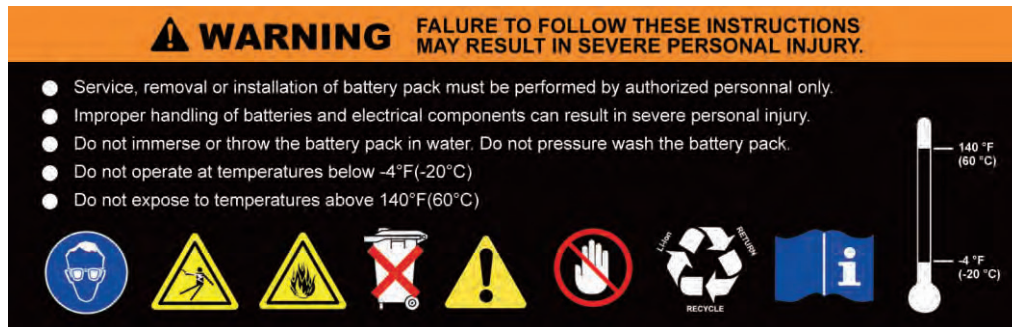 WARNING
FALURE TO FOLLOW THESE INSTRUCTIONS
MAY RESULT IN SEVERE PERSONAL INJURY.
Service, removal or installation of battery pack must be performed by authorized personnal only.
Improper handling of batteries and electrical components can result in severe personal injury.
Do not immerse or throw the battery pack in water. Do not pressure wash the battery pack.
Do not operate at temperatures below -4°F(-20°C)
Do not expose to temperatures above 140°F(60°C)
140 °F
(60 °C)
-4 °F
(-20 °C)
Li-ion
RETURN
RECYCLE
i